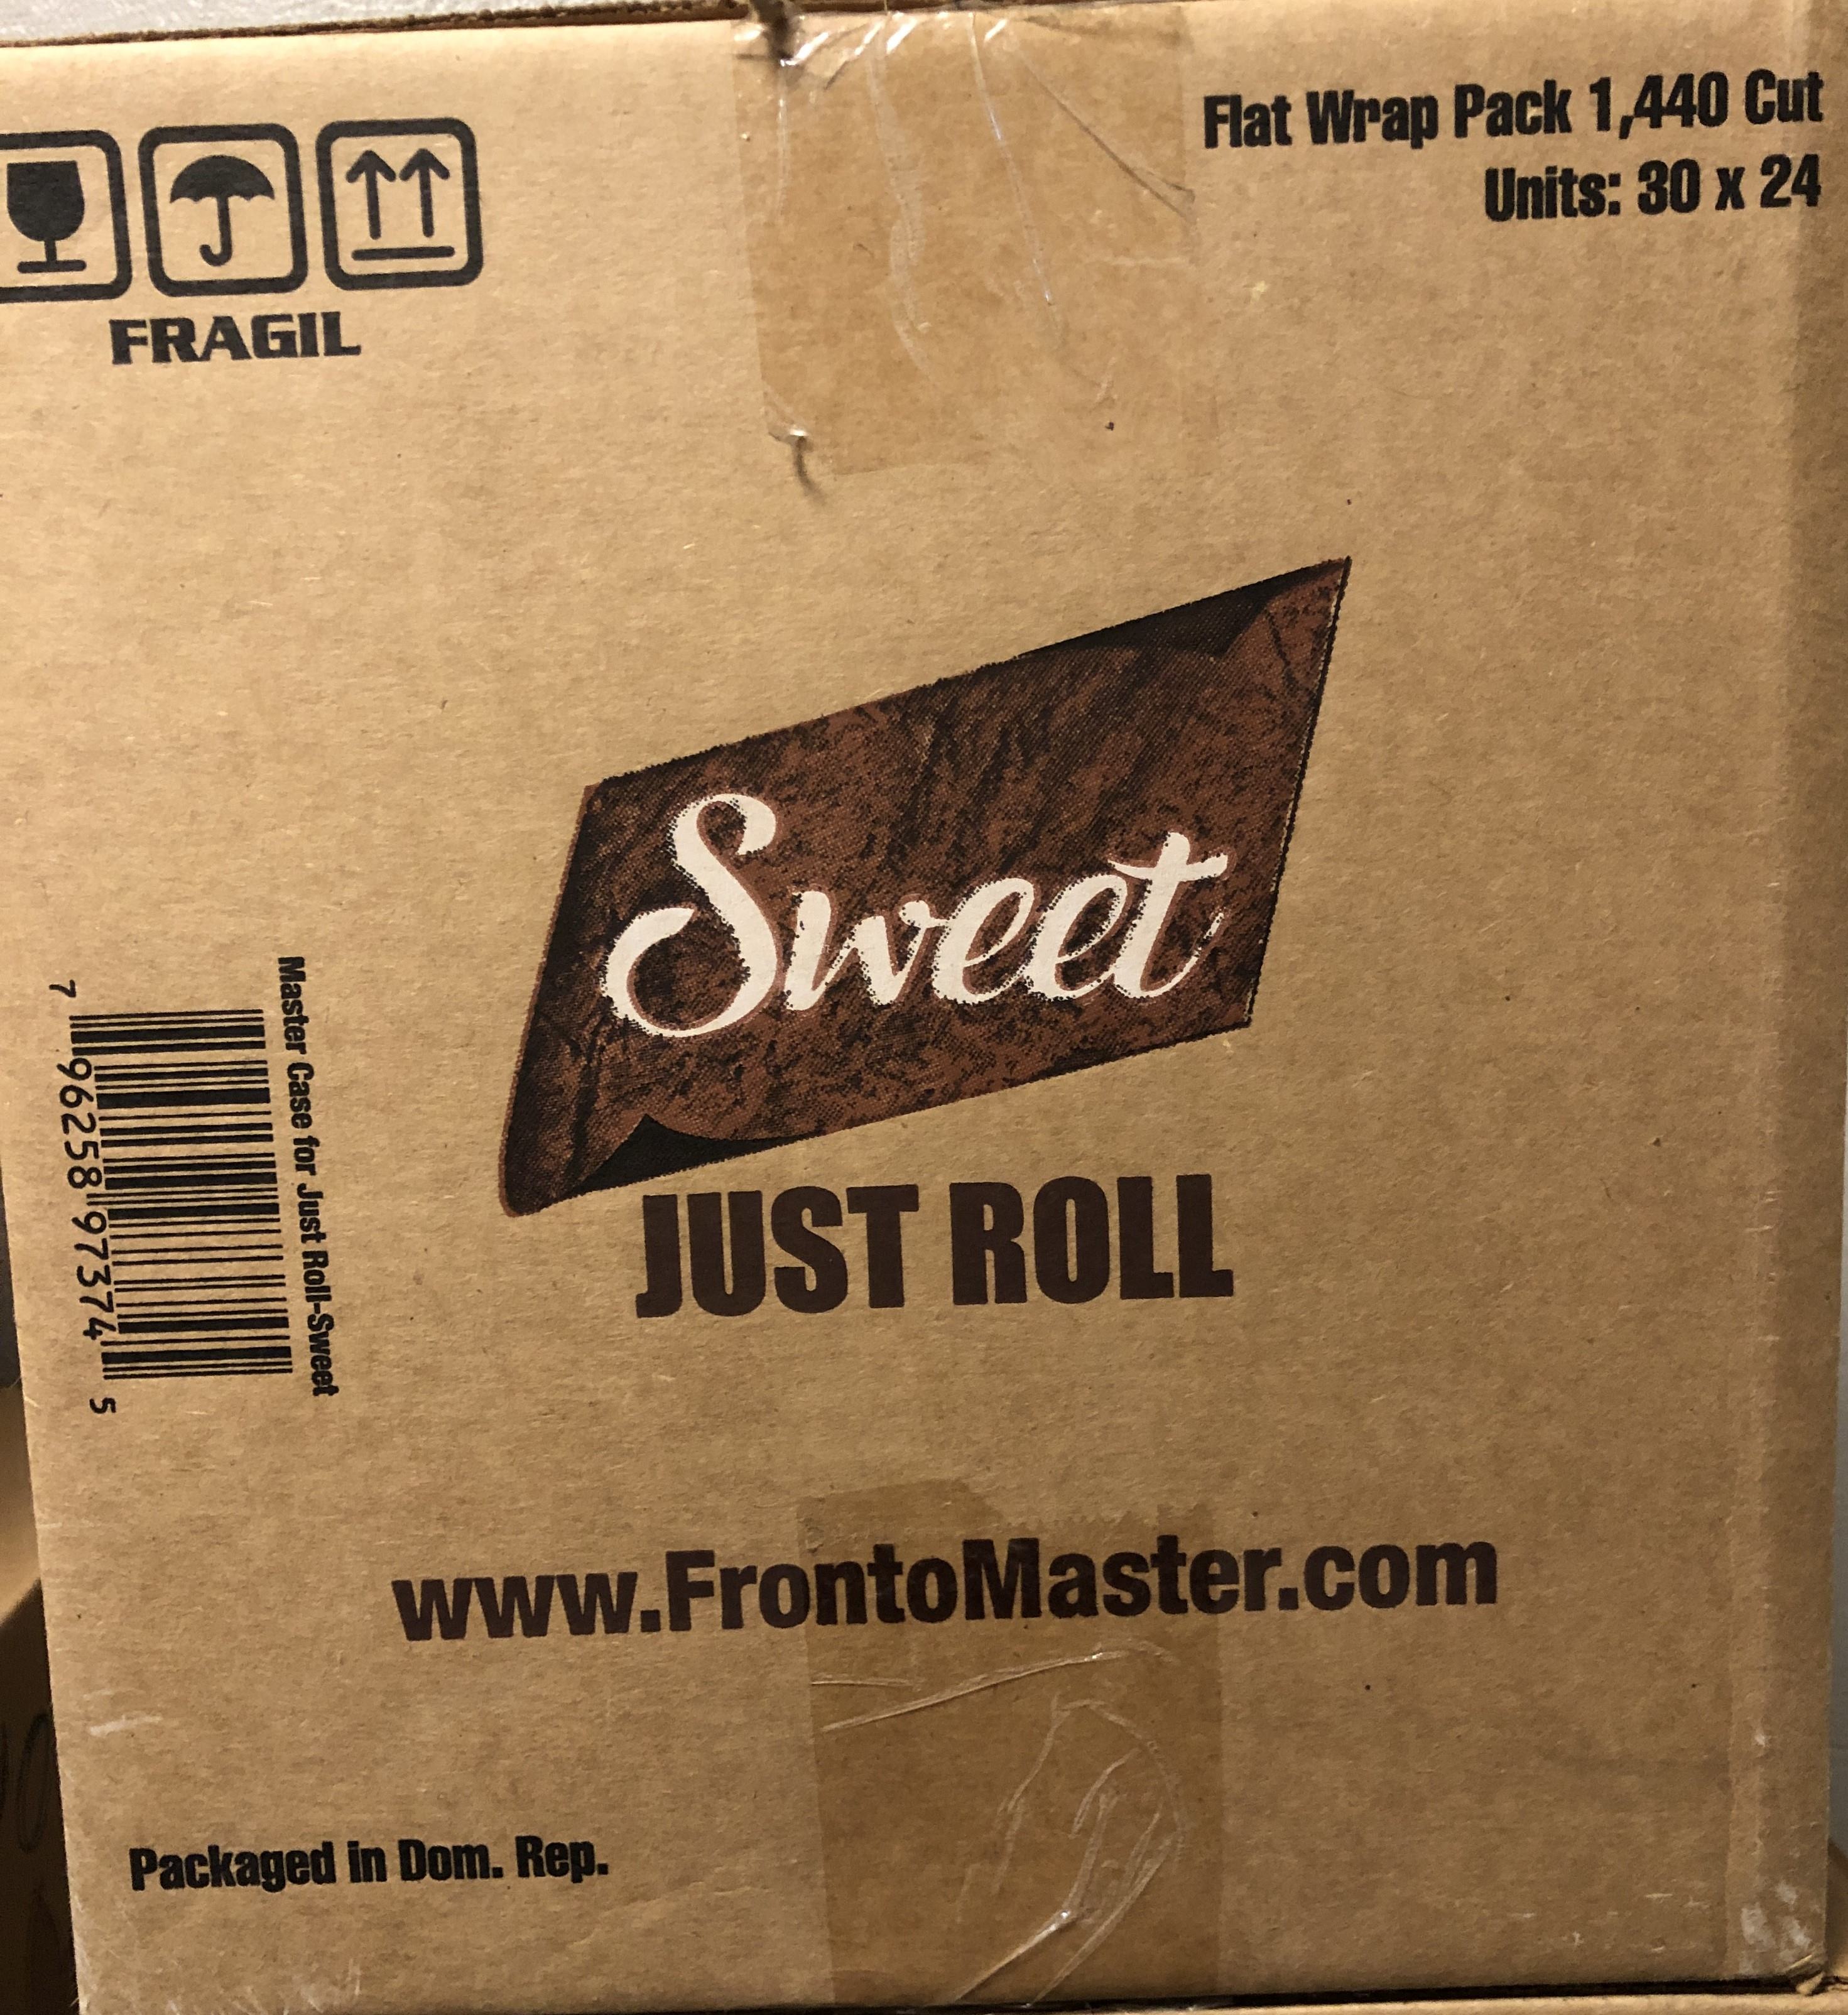 Flat Wrap Pack 1,440 Cut
Units: 30 x 24
FRAGIL
Sweet
JUST ROLL
Master Case for Just Roll-Sweet
7 96258 97374 5
www.FrontoMaster.com
Packaged in Dom. Rep.